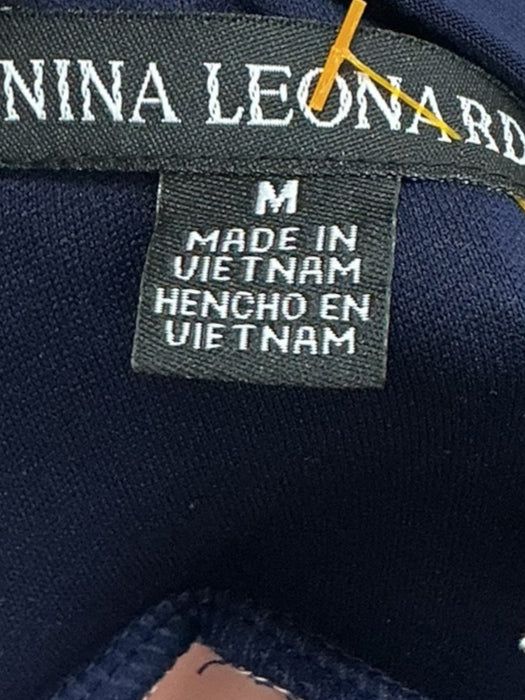 NINA LEONARD
M
MADE IN
VIETNAM
HENCHO EN
VIETNAM